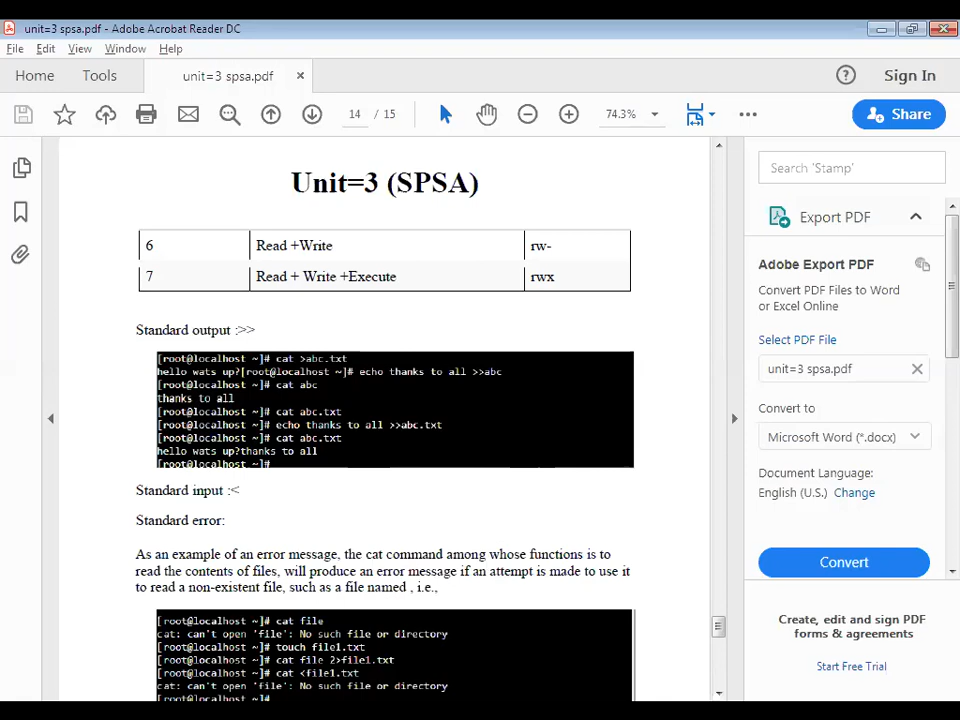 unit=3 spsa.pdf - Adobe Acrobat Reader DC
File Edit View Window Help
Home Tools unit=3 spsa.pdf ×
Sign In
14 / 15 74.3% Share
Unit=3 (SPSA)
6 Read +Write rw-
7 Read + Write +Execute rwx
Standard output :>>
[root@localhost ~]# cat >abc.txt
hello wats up?[root@localhost ~]# echo thanks to all >>abc
[root@localhost ~]# cat abc
thanks to all
[root@localhost ~]# cat abc.txt
[root@localhost ~]# echo thanks to all >>abc.txt
[root@localhost ~]# cat abc.txt
hello wats up?thanks to all
[root@localhost ~]#
Standard input :<
Standard error:
As an example of an error message, the cat command among whose functions is to
read the contents of files, will produce an error message if an attempt is made to use it
to read a non-existent file, such as a file named , i.e.,
[root@localhost ~]# cat file
cat: can't open 'file': No such file or directory
[root@localhost ~]# touch file1.txt
[root@localhost ~]# cat file 2>file1.txt
[root@localhost ~]# cat <file1.txt
cat: can't open 'file': No such file or directory
[root@localhost ~]#
Search 'Stamp'
Export PDF
Adobe Export PDF
Convert PDF Files to Word
or Excel Online
Select PDF File
unit=3 spsa.pdf
Convert to
Microsoft Word (*.docx)
Document Language:
English (U.S.) Change
Convert
Create, edit and sign PDF
forms & agreements
Start Free Trial